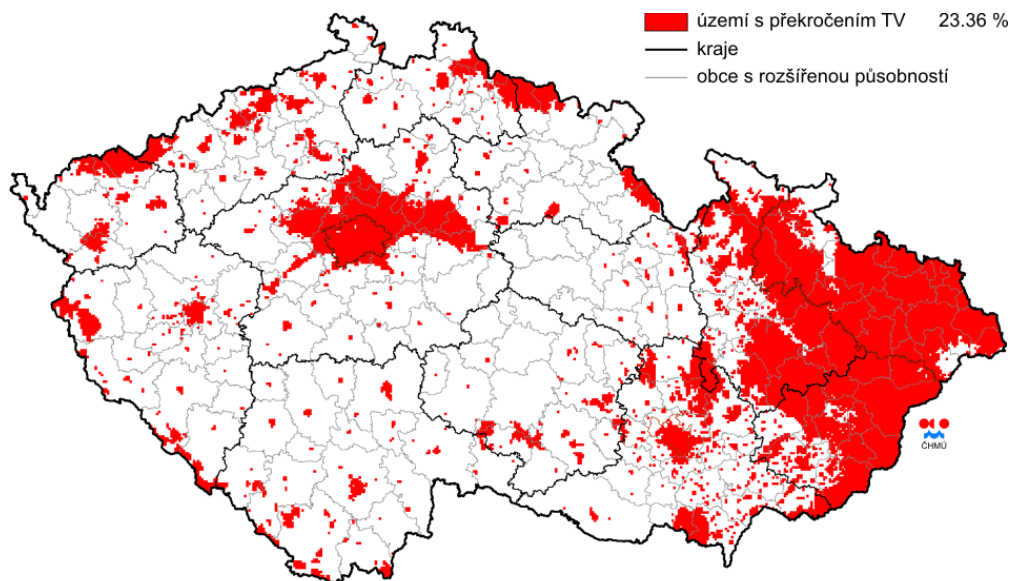 území s překročením TV 23.36 %
kraje
obce s rozšířenou působností
ČHMÚ